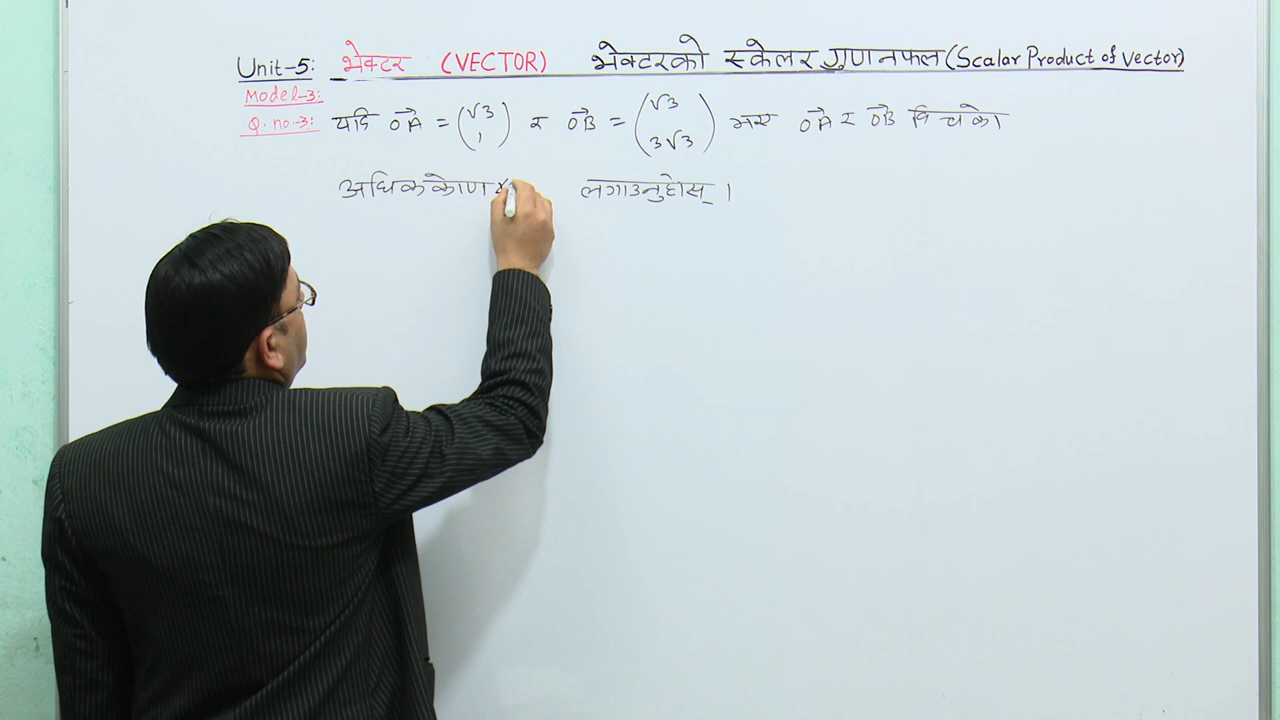 Unit-5: भेक्टर (VECTOR) भेक्टरको स्केलर गुणनफल (Scalar Product of vector)
Model-3:
Q. no-3: यदि OA⃗ = (√3 1) र OB⃗ = (√3 3√3) भए OA⃗ र OB⃗ बिचको
अधिककोण लगाउनुहोस् ।